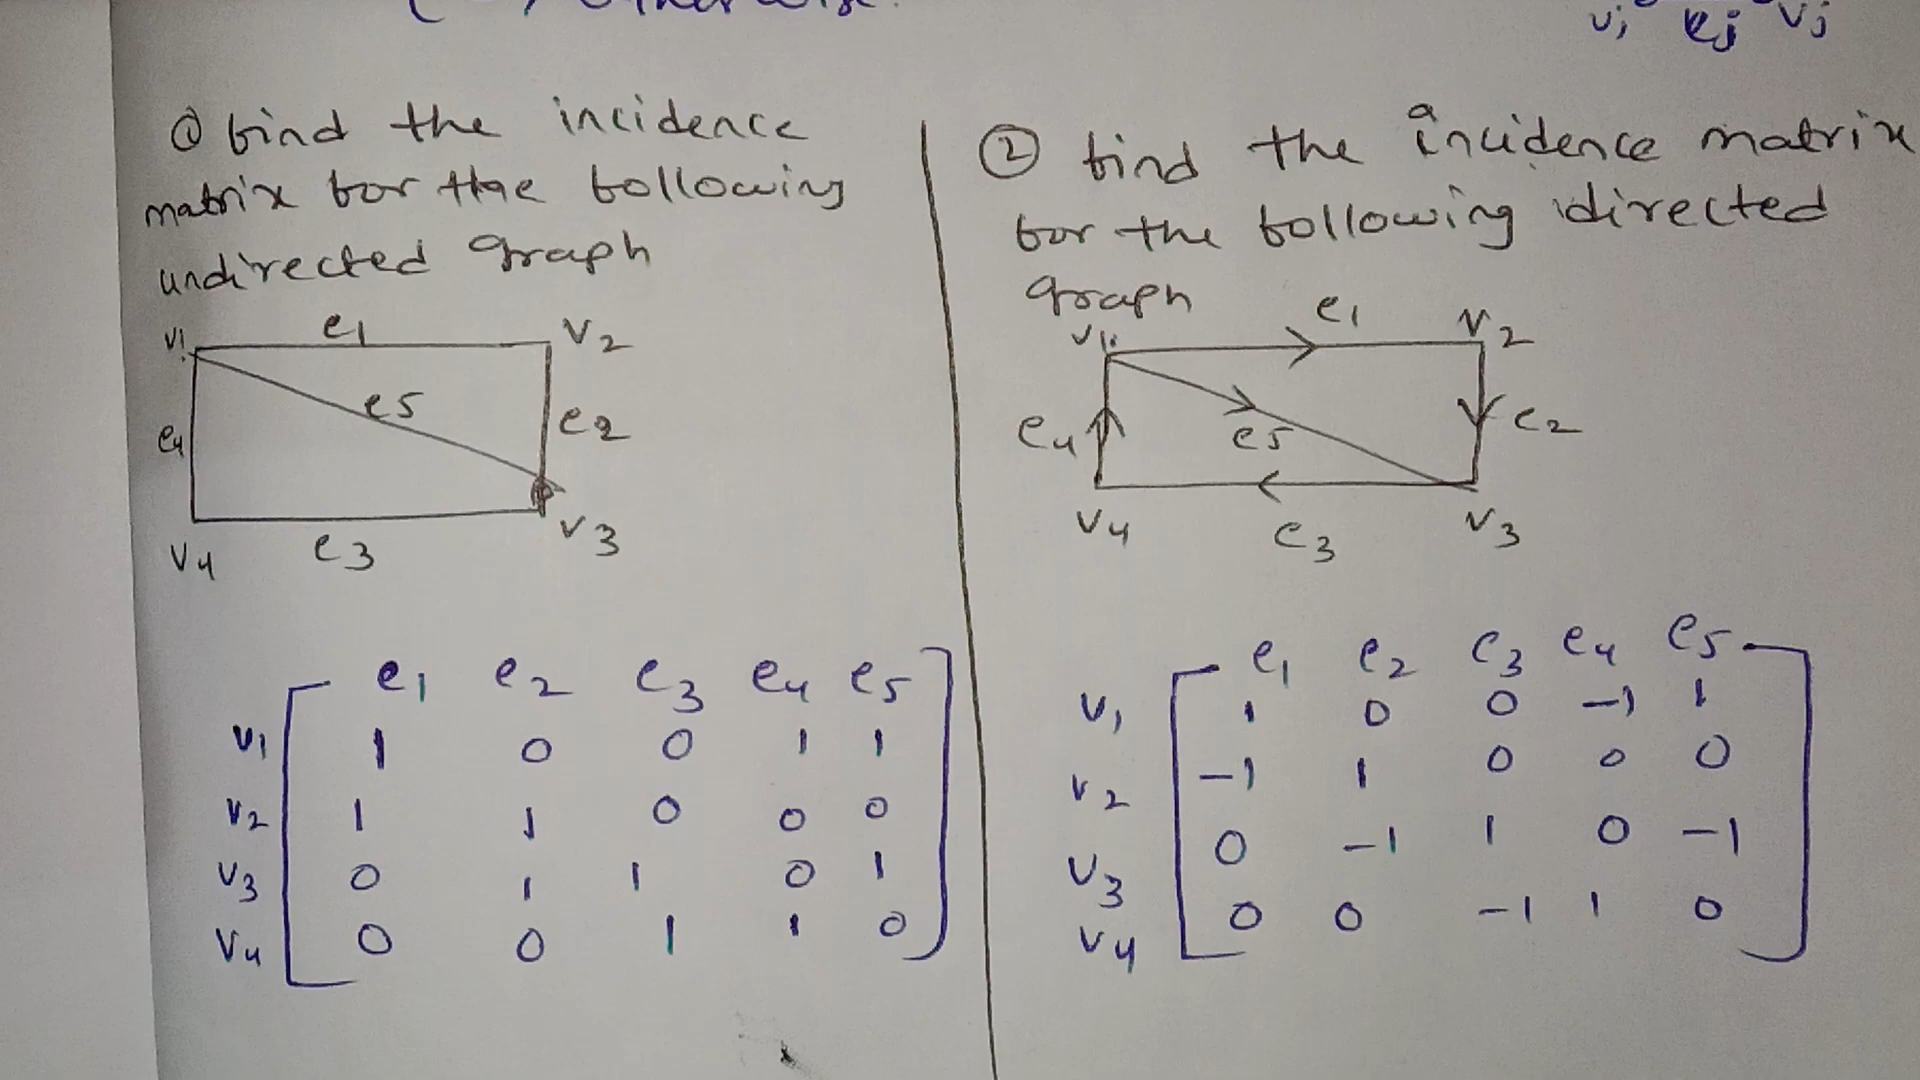 otherwise.
vi ej vj
① find the incidence
matrix for the following
undirected graph
v1 e1 v2
e5
e4 e2
v4 e3 v3
e1 e2 e3 e4 e5
v1 1 0 0 1 1
v2 1 1 0 0 0
v3 0 1 1 0 1
v4 0 0 1 1 0
② find the incidence matrix
for the following directed
graph
v1 e1 v2
e4 e5 e2
v4 e3 v3
e1 e2 e3 e4 e5
v1 1 0 0 -1 1
v2 -1 1 0 0 0
v3 0 -1 1 0 -1
v4 0 0 -1 1 0